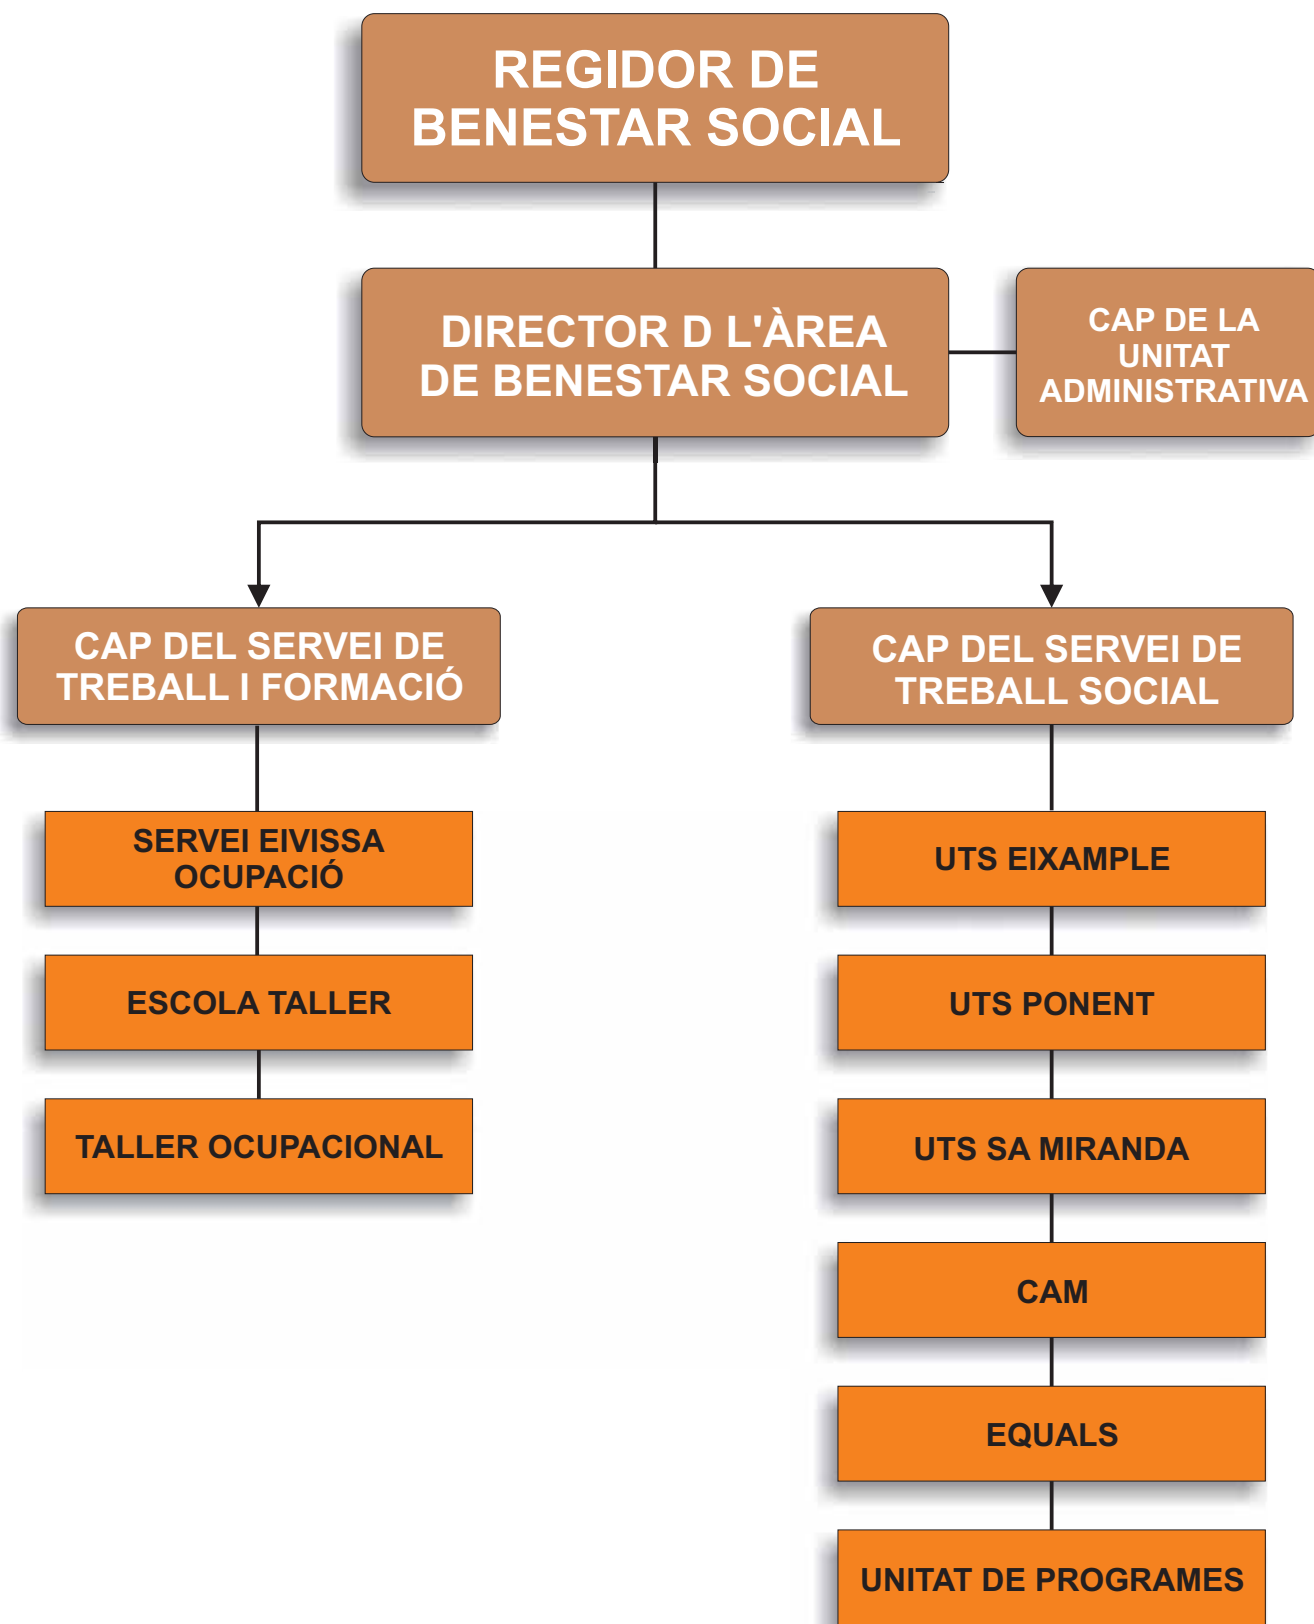 REGIDOR DE
BENESTAR SOCIAL
DIRECTOR D L'ÀREA
DE BENESTAR SOCIAL
CAP DE LA
UNITAT
ADMINISTRATIVA
CAP DEL SERVEI DE
TREBALL I FORMACIÓ
SERVEI EIVISSA
OCUPACIÓ
ESCOLA TALLER
TALLER OCUPACIONAL
CAP DEL SERVEI DE
TREBALL SOCIAL
UTS EIXAMPLE
UTS PONENT
UTS SA MIRANDA
CAM
EQUALS
UNITAT DE PROGRAMES